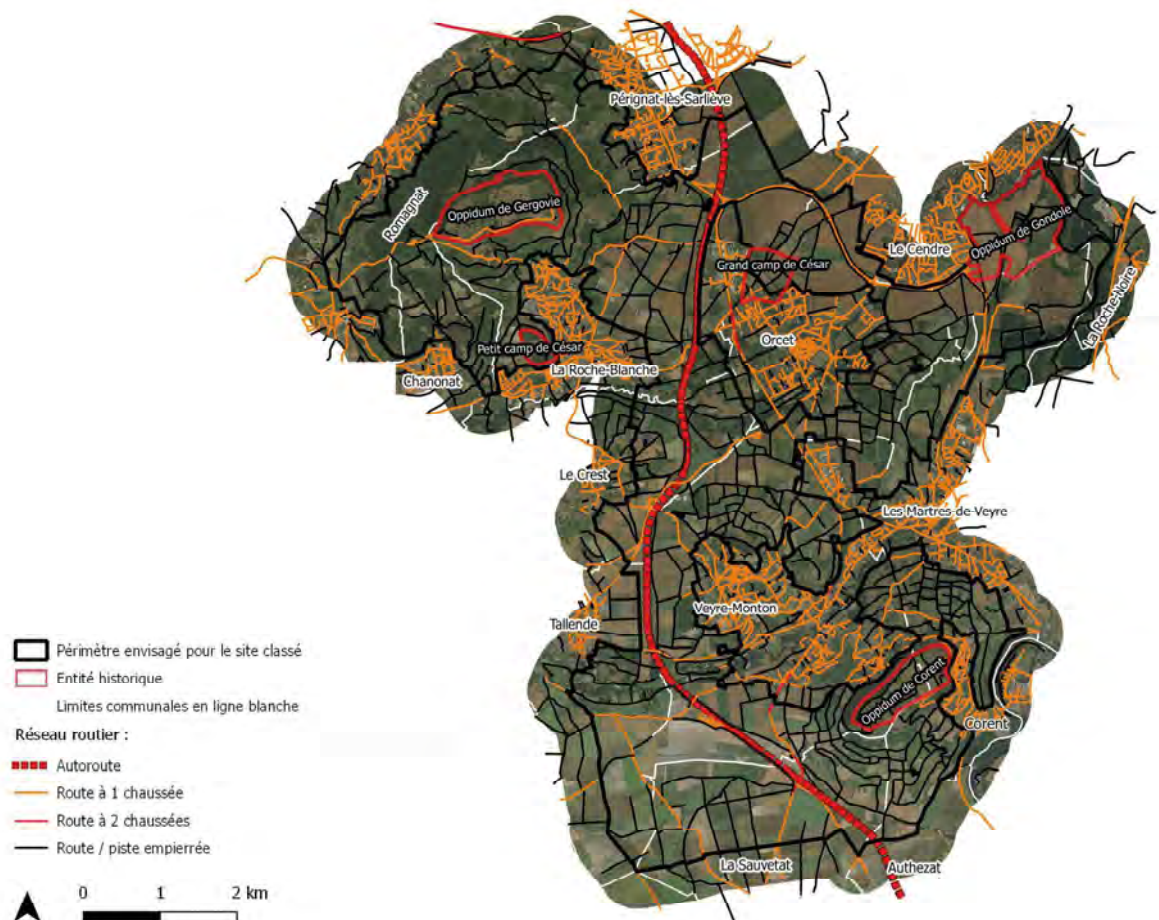 Pérignat-lès-Sarliève
Romagnat
Oppidum de Gergovie
Oppidum de Gondole
Le Cendre
Grand camp de César
La Roche-Noire
Orcet
Petit camp de César
La Roche-Blanche
Chanonat
Le Crest
Les Martres-de-Veyre
Veyre-Monton
Tallende
Oppidum de Corent
Corent
La Sauvetat
Authezat
Périmètre envisagé pour le site classé
Entité historique
Limites communales en ligne blanche
Réseau routier :
Autoroute
Route à 1 chaussée
Route à 2 chaussées
Route / piste empierrée
0 1 2 km